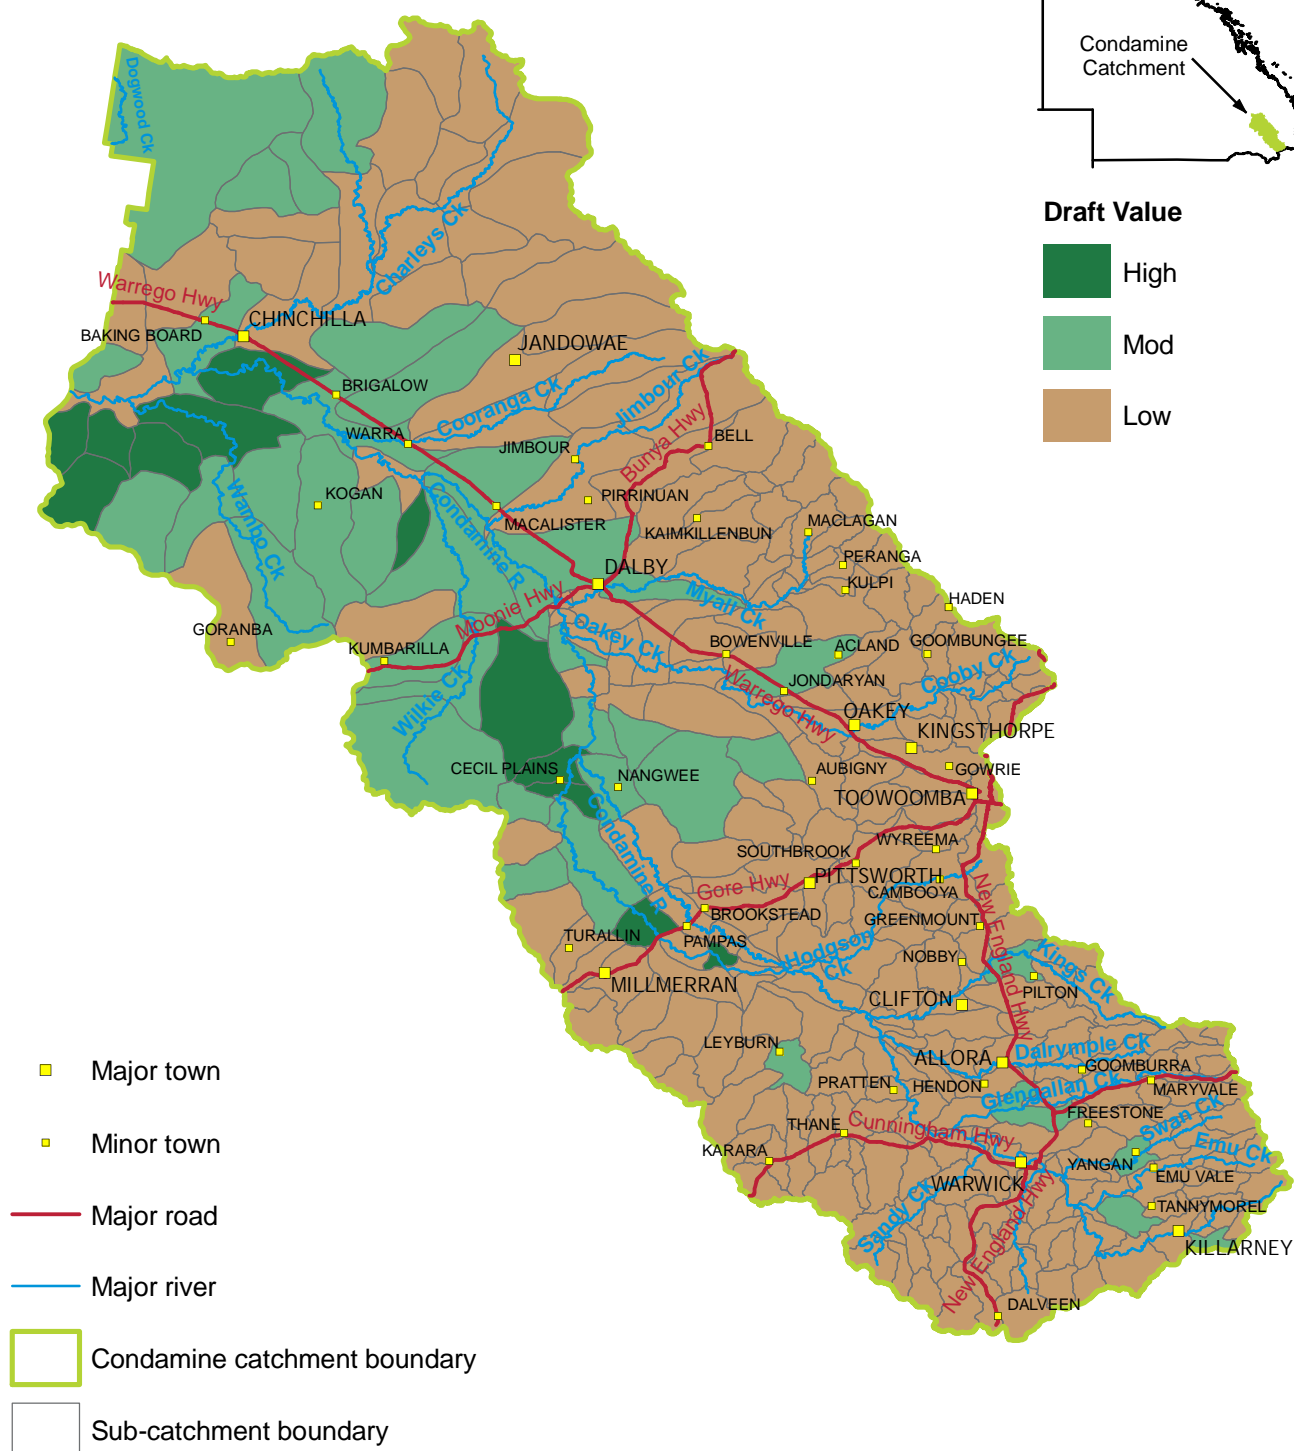 Condamine
Catchment
Draft Value
High
Mod
Low
Dogwood Ck
Charleys Ck
Warrego Hwy
CHINCHILLA
BAKING BOARD
JANDOWAE
BRIGALOW
Cooranga Ck
Jimbour Ck
WARRA
JIMBOUR
Bunya Hwy
BELL
KOGAN
PIRRINUAN
Wambo Ck
Condamine R
MACALISTER
KAIMKILLENBUN
MACLAGAN
PERANGA
DALBY
KULPI
Myall Ck
HADEN
Moonie Hwy
GORANBA
KUMBARILLA
Oakey Ck
BOWENVILLE
ACLAND
GOOMBUNGEE
Cooby Ck
JONDARYAN
Wilkie Ck
Warrego Hwy
OAKEY
KINGSTHORPE
CECIL PLAINS
NANGWEE
AUBIGNY
GOWRIE
TOOWOOMBA
Condamine R
WYREEMA
SOUTHBROOK
PITTSWORTH
CAMBOOYA
Gore Hwy
BROOKSTEAD
GREENMOUNT
New England Hwy
TURALLIN
PAMPAS
Hodgson
Ck
NOBBY
Kings Ck
PILTON
MILLMERRAN
CLIFTON
LEYBURN
ALLORA
Dalrymple Ck
GOOMBURRA
PRATTEN
HENDON
Glengallan Ck
MARYVALE
FREESTONE
THANE
Cunningham Hwy
Swan Ck
Emu Ck
KARARA
YANGAN
EMU VALE
WARWICK
Sandy Ck
TANNYMOREL
KILLARNEY
New England Hwy
DALVEEN
Major town
Minor town
Major road
Major river
Condamine catchment boundary
Sub-catchment boundary